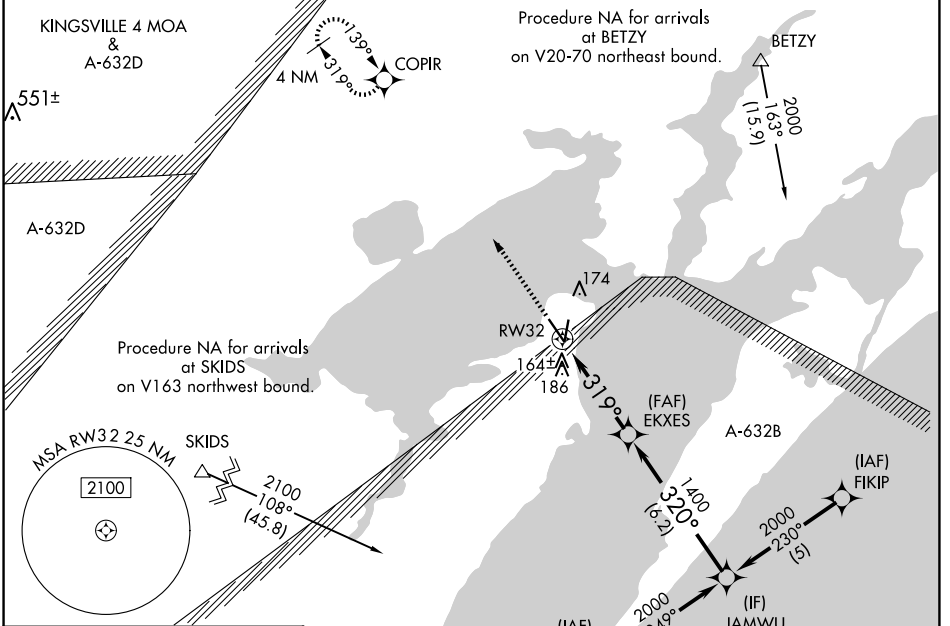 KINGSVILLE 4 MOA
&
A-632D
551±
A-632D
139°
319°
4 NM
COPIR
Procedure NA for arrivals
at BETZY
on V20-70 northeast bound.
BETZY
2000
163°
(15.9)
174
RW32
164±
186
319°
(FAF)
EKXES
A-632B
Procedure NA for arrivals
at SKIDS
on V163 northwest bound.
MSA RW32 25 NM
2100
SKIDS
2100
108°
(45.8)
1400
320°
(6.2)
(IAF)
FIKIP
2000
230°
(5)
2000
(IF)
(IAF)